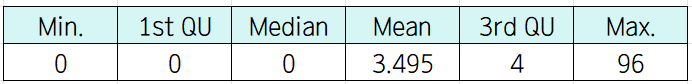 Min. 1st QU Median Mean 3rd QU Max.
0 0 0 3.495 4 96